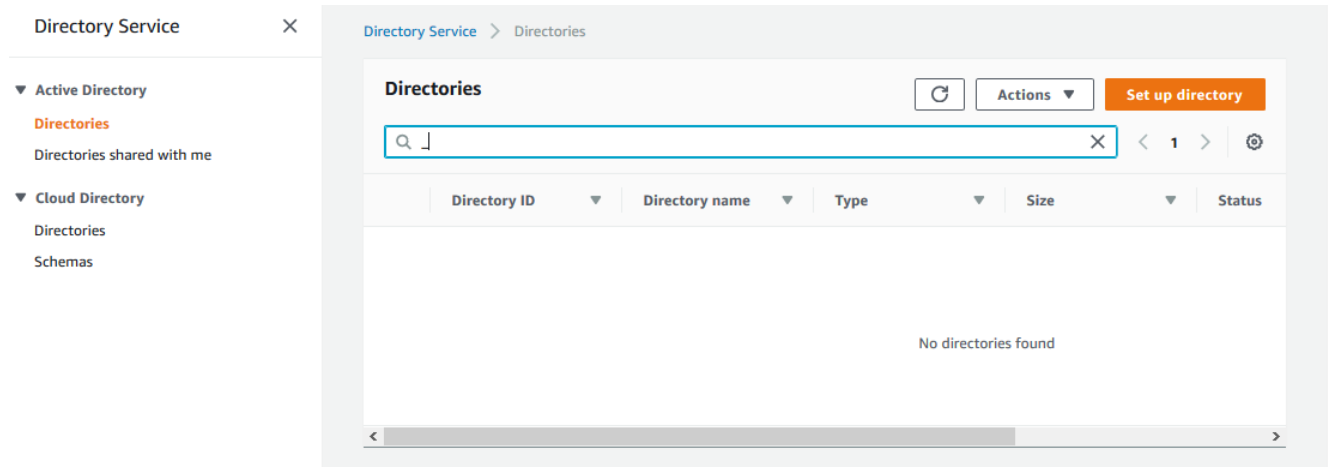 Directory Service
Directory Service > Directories
Active Directory
Directories
Directories shared with me
Cloud Directory
Directories
Schemas
Directories
Actions
Set up directory
_
1
Directory ID Directory name Type Size Status
No directories found